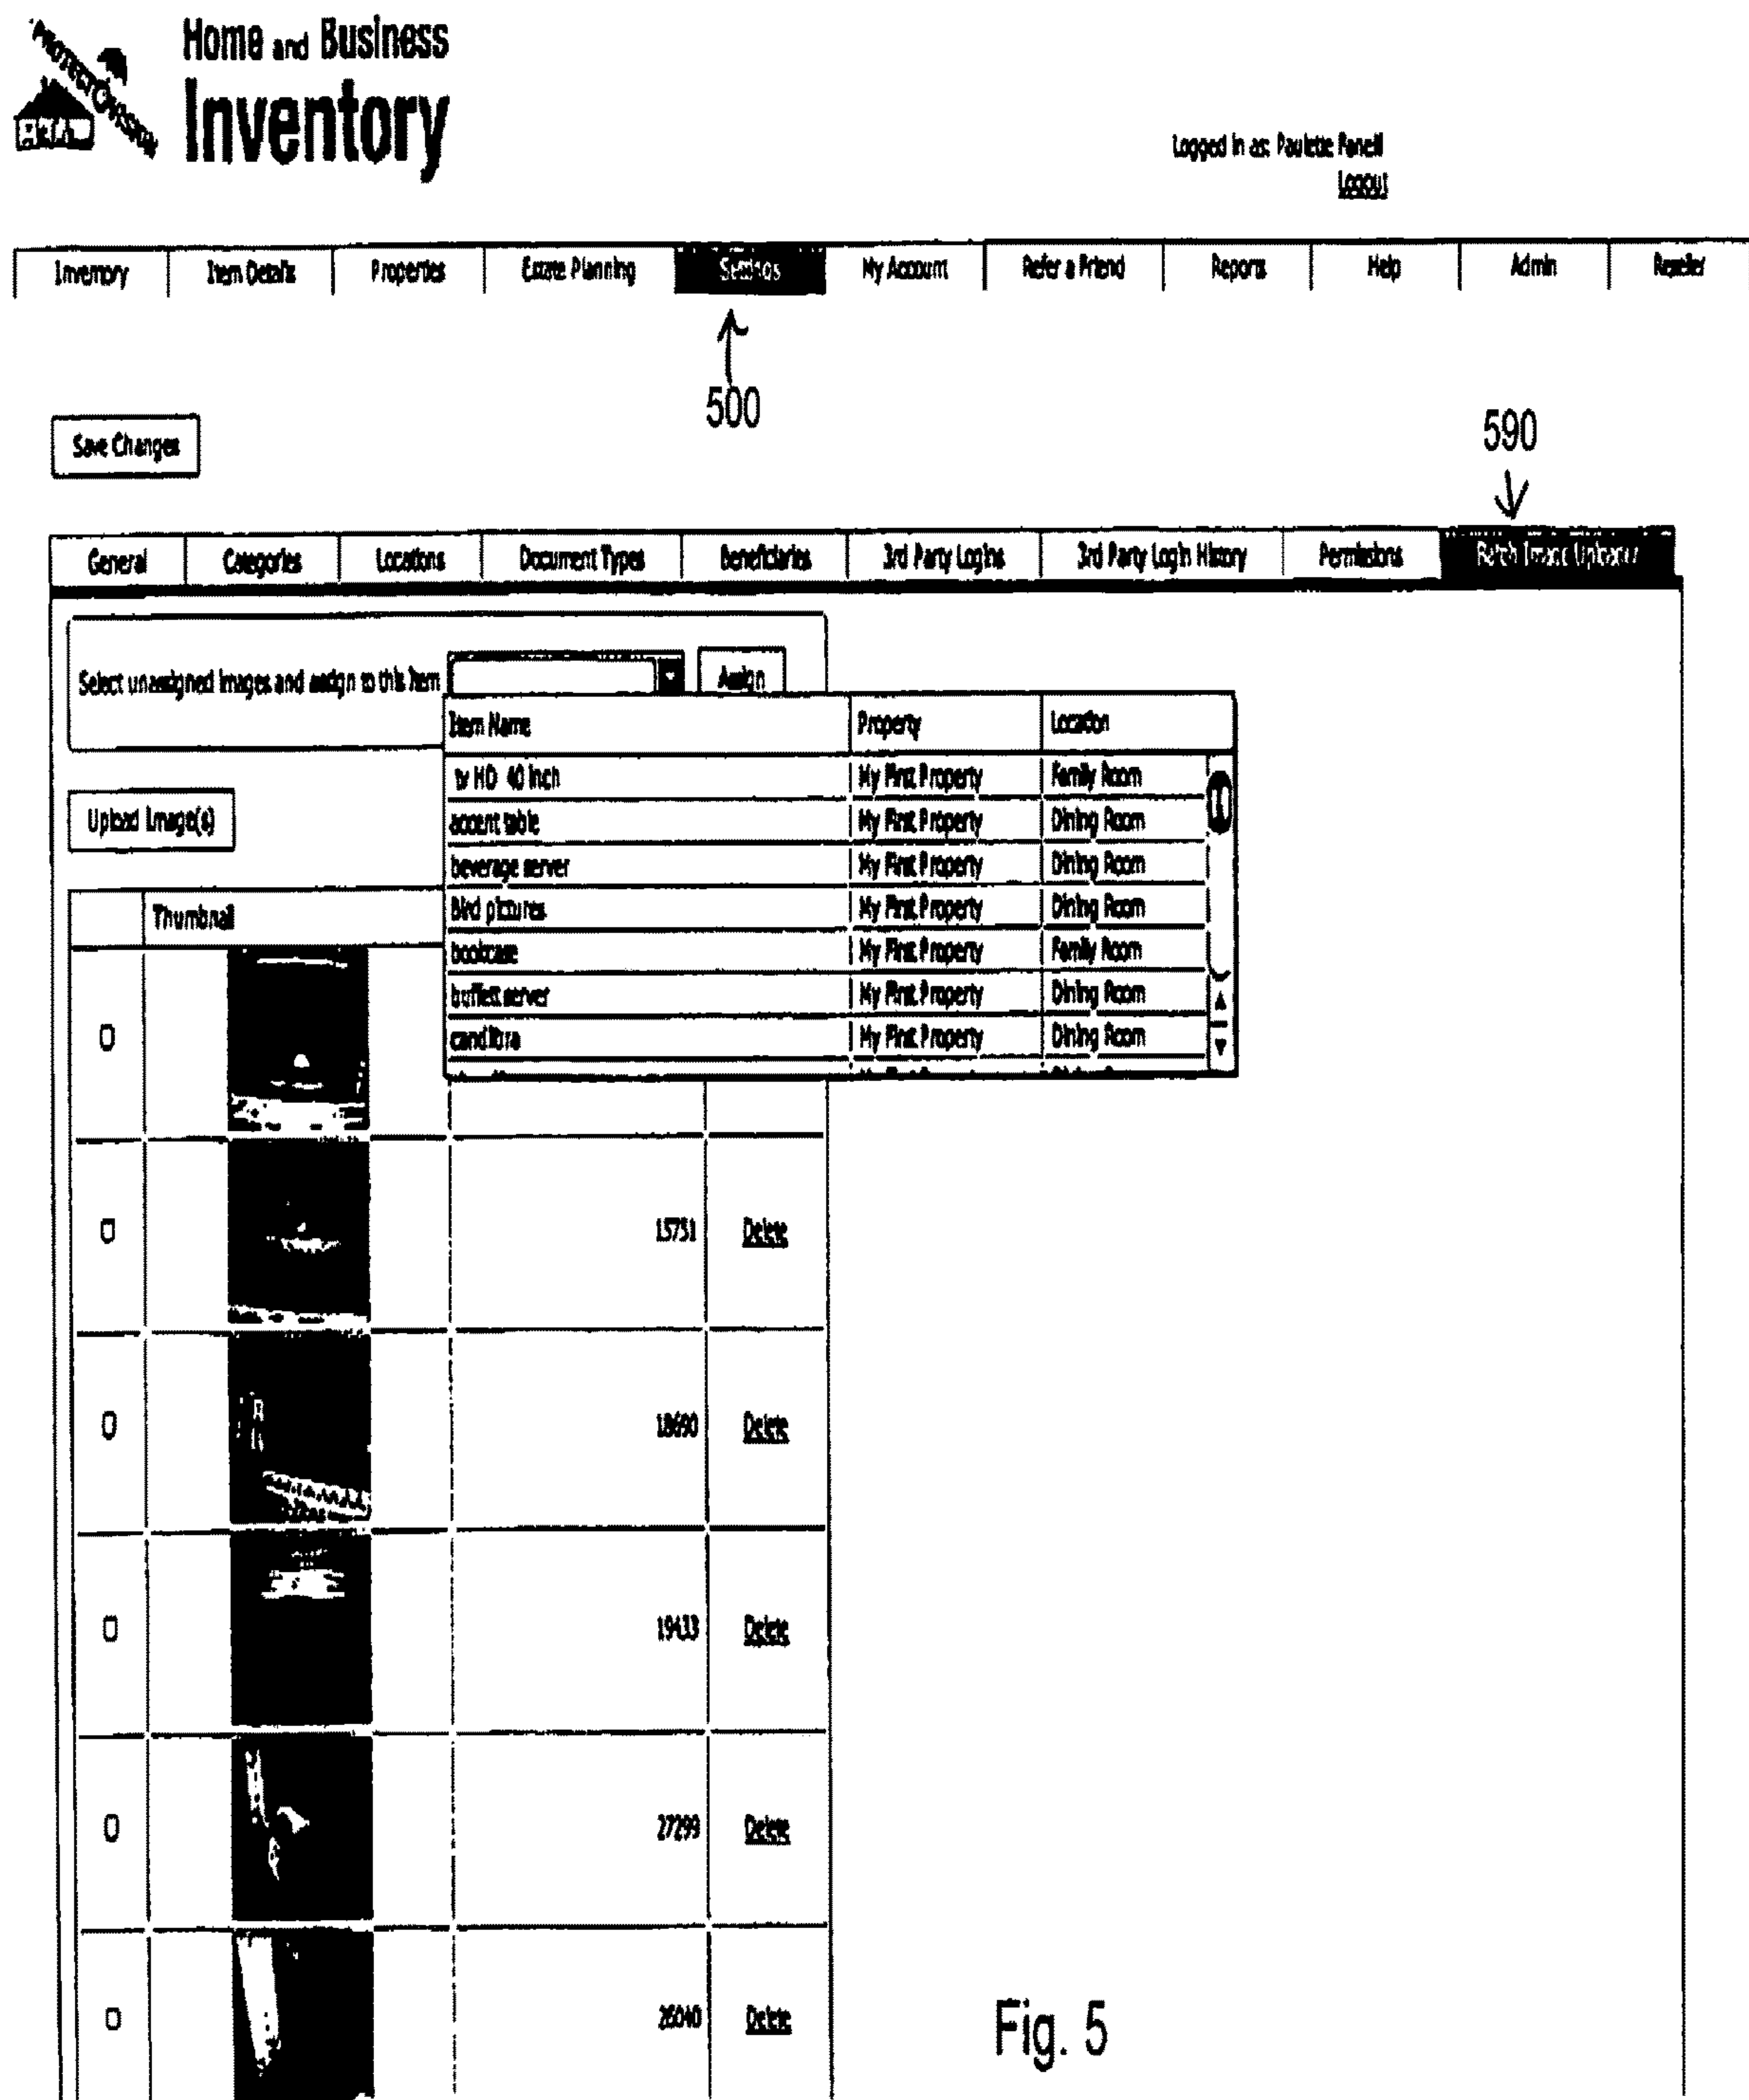 PROTECTOVISION
Home and Business
Inventory
Logged in as: Paulette Fanelli
Logout
Inventory Item Details Properties Estate Planning Settings My Account Refer a Friend Reports Help Admin Reseller
500
590
Save Changes
General Categories Locations Document Types Beneficiaries 3rd Party Logins 3rd Party Login History Permissions Batch Image Uploader
Select unassigned images and assign to this item Assign
Item Name Property Location
tv HD 40 inch My First Property Family Room
accent table My First Property Dining Room
beverage server My First Property Dining Room
Bird pictures My First Property Dining Room
bookcase My First Property Family Room
buffett server My First Property Dining Room
candlbra My First Property Dining Room
Upload Image(s)
Thumbnail
15751 Delete
18690 Delete
19433 Delete
27299 Delete
26040 Delete
Fig. 5